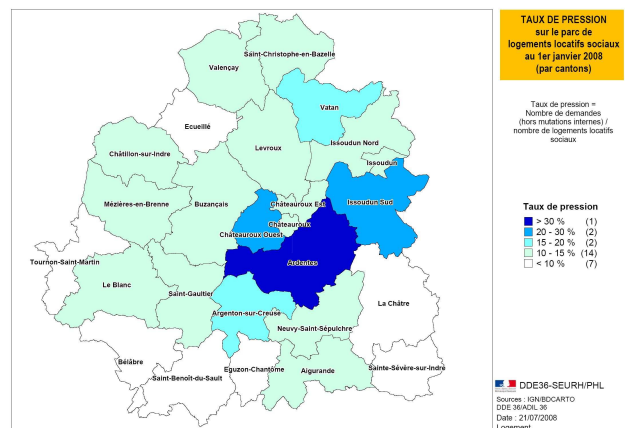 TAUX DE PRESSION
sur le parc de
logements locatifs sociaux
au 1er janvier 2008
(par cantons)
Taux de pression =
Nombre de demandes
(hors mutations internes) /
nombre de logements locatifs
sociaux
Saint-Christophe-en-Bazelle
Valençay
Vatan
Ecueillé
Issoudun Nord
Levroux
Châtillon-sur-Indre
Issoudun
Mézières-en-Brenne
Buzançais
Châteauroux Est
Issoudun Sud
Châteauroux
Châteauroux Ouest
Tournon-Saint-Martin
Ardentes
Le Blanc
Saint-Gaultier
La Châtre
Argenton-sur-Creuse
Neuvy-Saint-Sépulchre
Bélâbre
Eguzon-Chantôme
Aigurande
Sainte-Sévère-sur-Indre
Saint-Benoît-du-Sault
Taux de pression
> 30 % (1)
20 - 30 % (2)
15 - 20 % (2)
10 - 15 % (14)
< 10 % (7)
DDE36-SEURH/PHL
Sources : IGN/BDCARTO
DDE 36/ADIL 36
Date : 21/07/2008
Logement